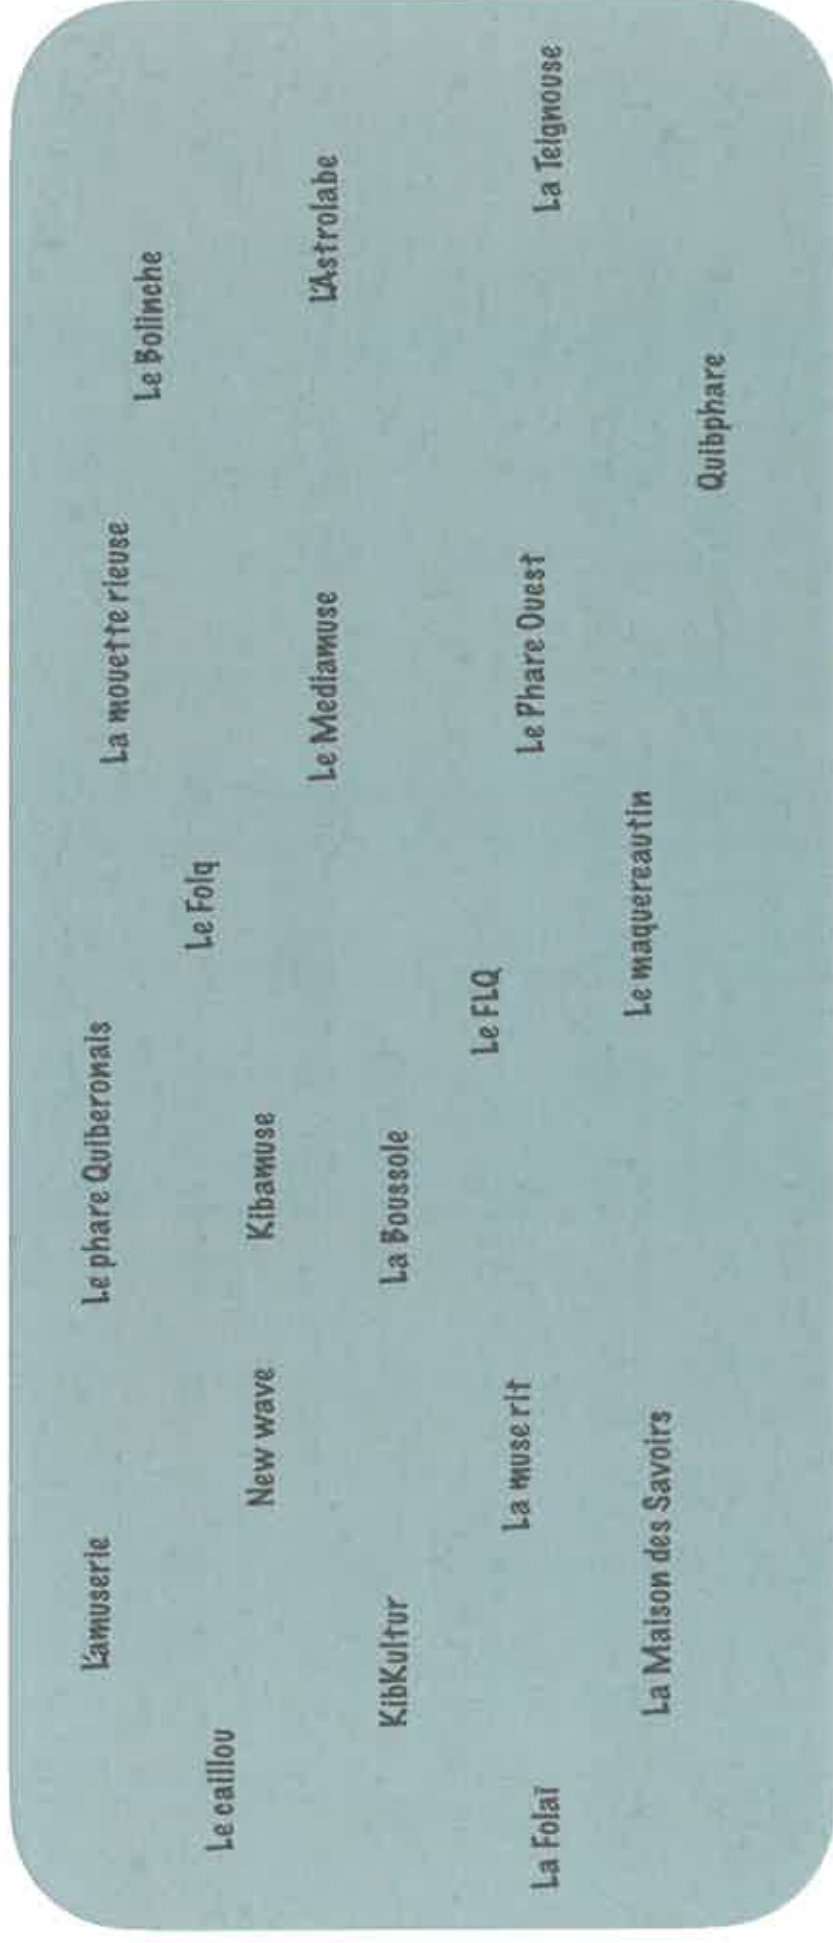 L'amuserie
Le phare Quiberonais
La mouette rieuse
Le Bolinche
Le caillou
Le Folq
New wave
Kibamuse
Le Mediamuse
L'Astrolabe
KibKultur
La Boussole
Le FLQ
La muse rit
Le Phare Ouest
La Teignouse
La Folaï
La Maison des Savoirs
Le maquereautin
Quibphare